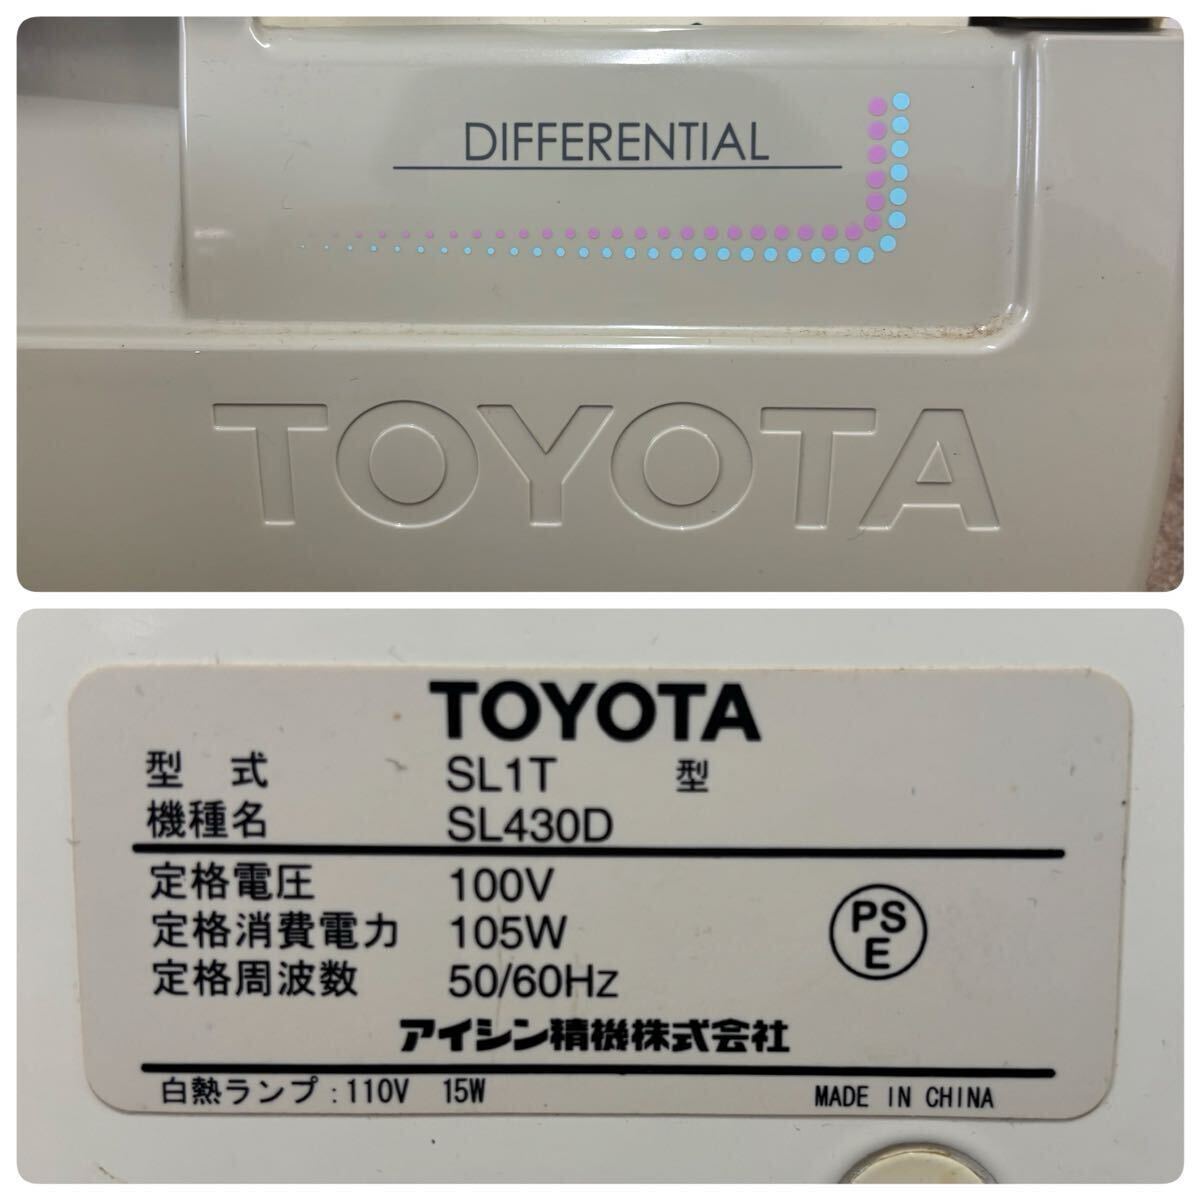 DIFFERENTIAL
TOYOTA
TOYOTA
型 式 SL1T 型
機種名 SL430D
定格電圧 100V
定格消費電力 105W
定格周波数 50/60Hz
PS
E
アイシン精機株式会社
白熱ランプ:110V 15W MADE IN CHINA